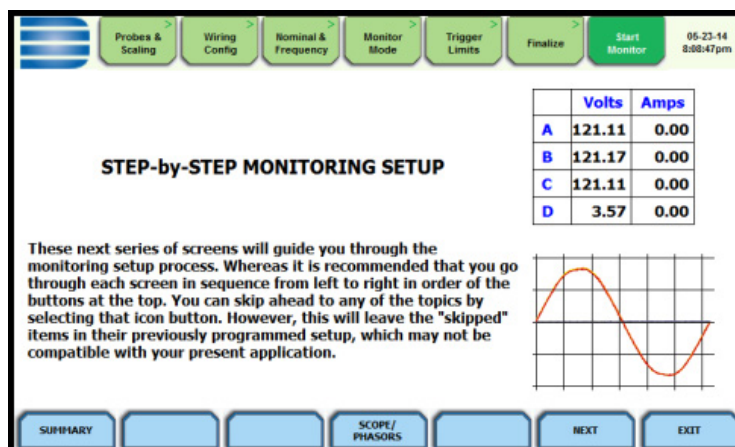 Probes & Scaling
Wiring Config
Nominal & Frequency
Monitor Mode
Trigger Limits
Finalize
Start Monitor
05-23-14
8:08:47pm
Volts Amps
A 121.11 0.00
B 121.17 0.00
C 121.11 0.00
D 3.57 0.00
STEP-by-STEP MONITORING SETUP
These next series of screens will guide you through the
monitoring setup process. Whereas it is recommended that you go
through each screen in sequence from left to right in order of the
buttons at the top. You can skip ahead to any of the topics by
selecting that icon button. However, this will leave the "skipped"
items in their previously programmed setup, which may not be
compatible with your present application.
SUMMARY
SCOPE/
PHASORS
NEXT
EXIT